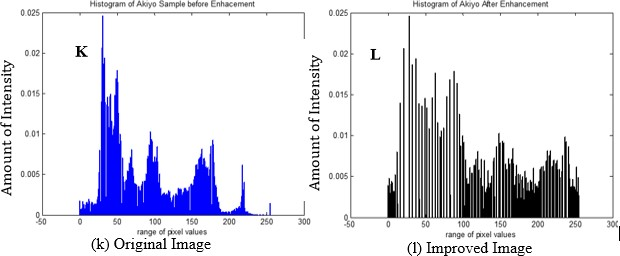 Histogram of Akiyo Sample before Enhacement
K
Amount of Intensity
0.025
0.02
0.015
0.01
0.005
0
-50 0 50 100 150 200 250 300
range of pixel values
(k) Original Image
Histogram of Akiyo After Enhancement
L
Amount of Intensity
0.025
0.02
0.015
0.01
0.005
0
-50 0 50 100 150 200 250 300
range of pixel values
(l) Improved Image